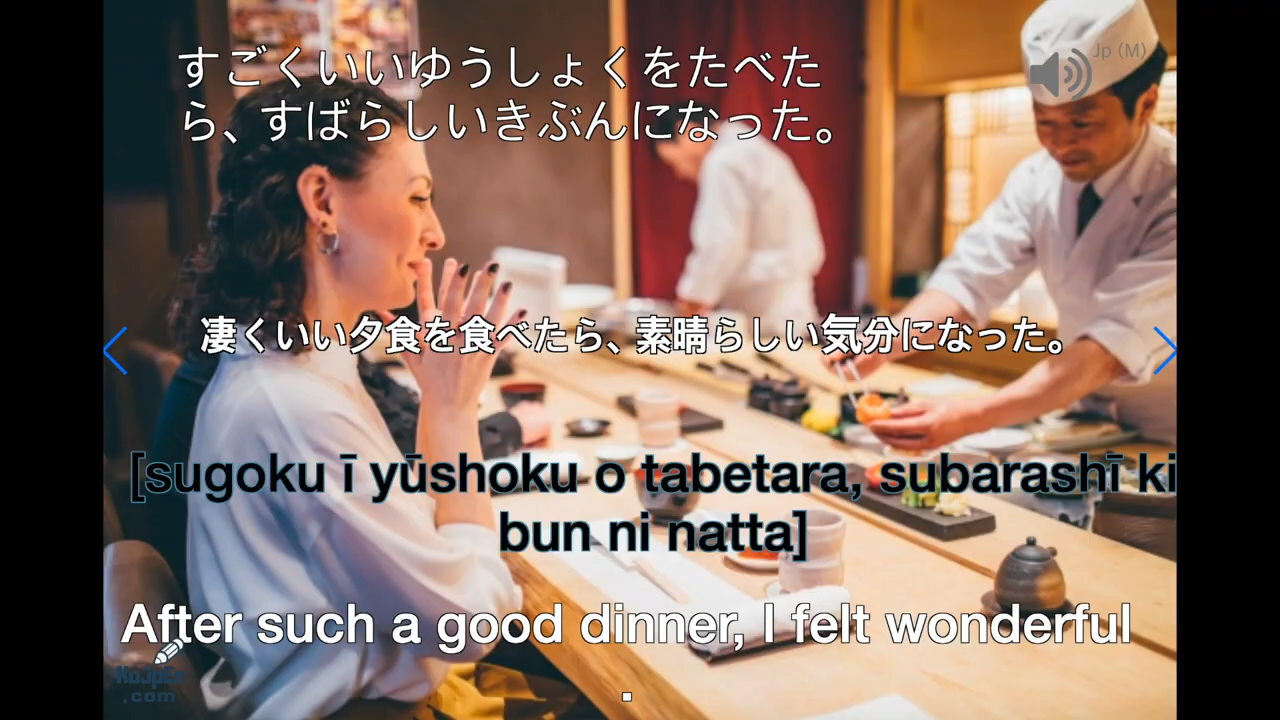 すごくいいゆうしょくをたべた
ら、すばらしいきぶんになった。
Jp (M)
凄くいい夕食を食べたら、素晴らしい気分になった。
[sugoku ī yūshoku o tabetara, subarashī ki
bun ni natta]
After such a good dinner, I felt wonderful
.
.com